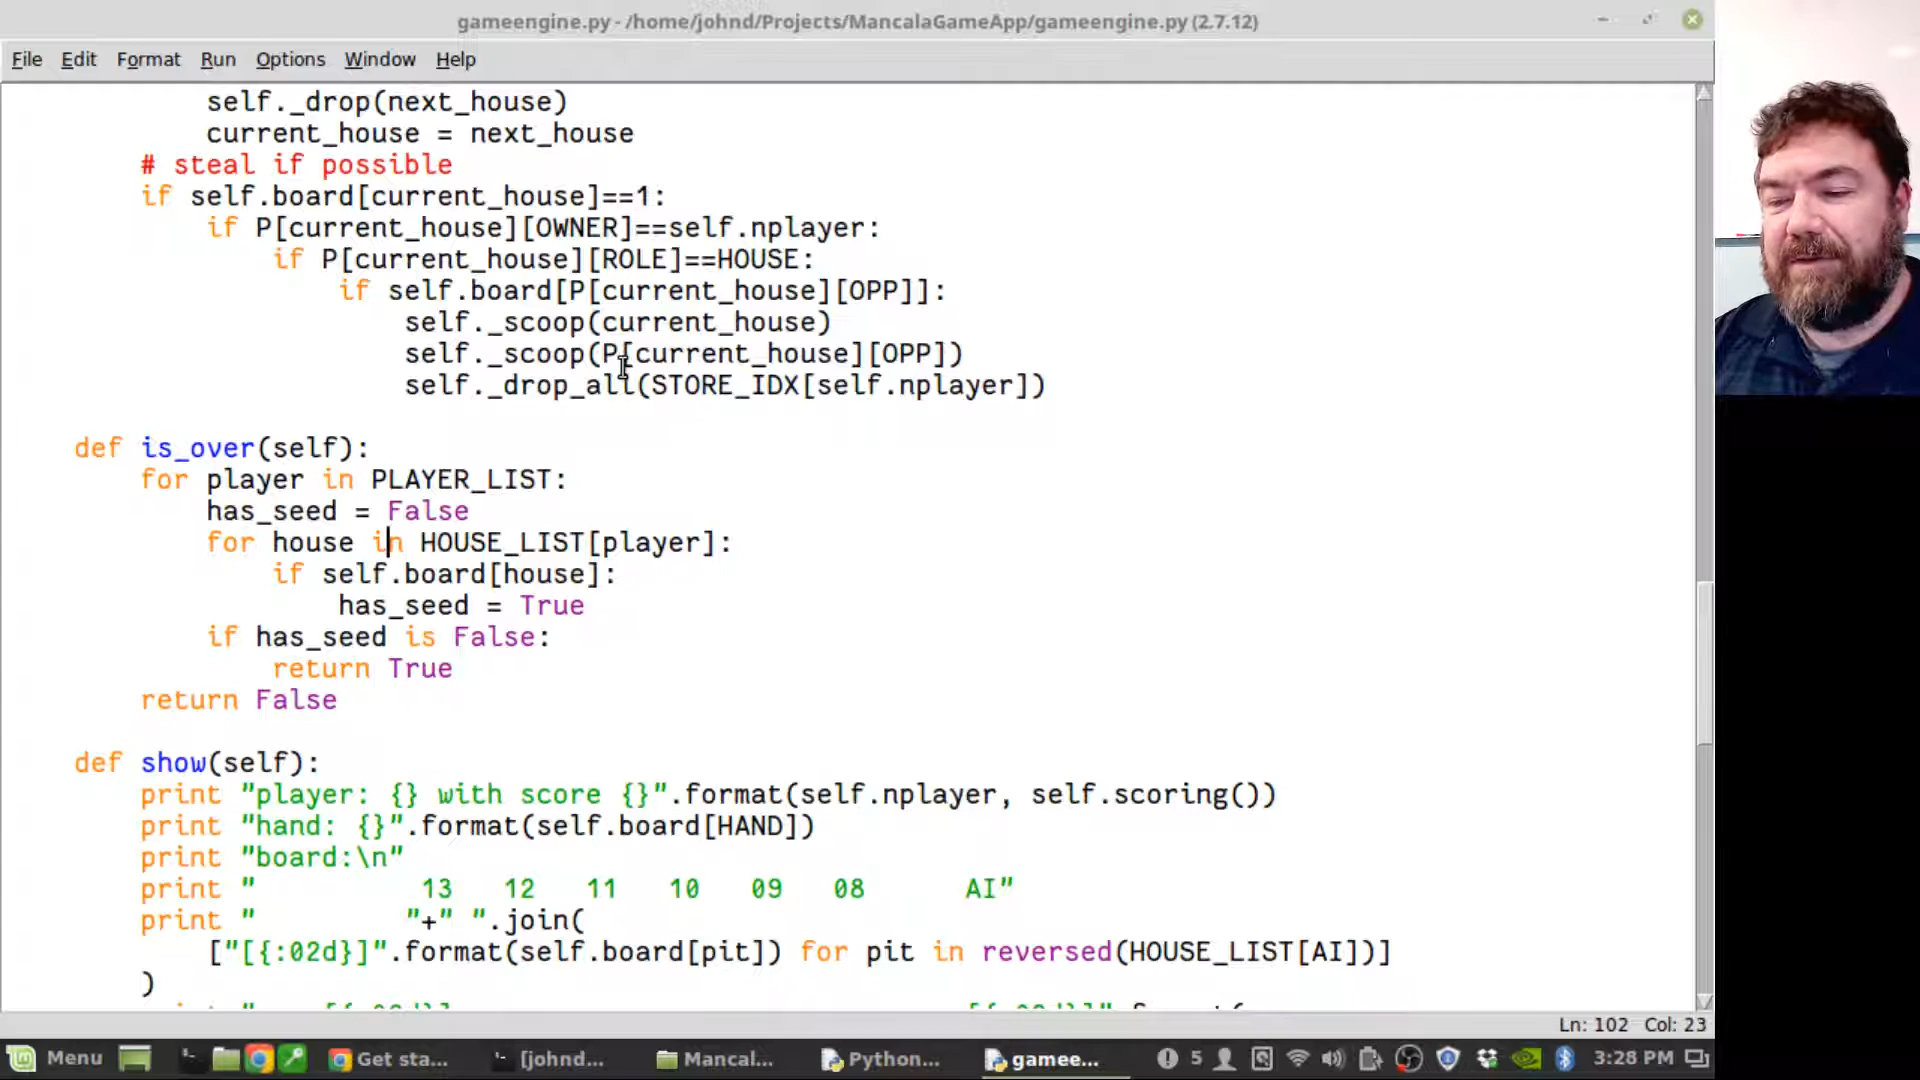 gameengine.py - /home/johnd/Projects/MancalaGameApp/gameengine.py (2.7.12)
File Edit Format Run Options Window Help
self._drop(next_house)
current_house = next_house
# steal if possible
if self.board[current_house]==1:
if P[current_house][OWNER]==self.nplayer:
if P[current_house][ROLE]==HOUSE:
if self.board[P[current_house][OPP]]:
self._scoop(current_house)
self._scoop(P[current_house][OPP])
self._drop_all(STORE_IDX[self.nplayer])
def is_over(self):
for player in PLAYER_LIST:
has_seed = False
for house in HOUSE_LIST[player]:
if self.board[house]:
has_seed = True
if has_seed is False:
return True
return False
def show(self):
print "player: {} with score {}".format(self.nplayer, self.scoring())
print "hand: {}".format(self.board[HAND])
print "board:\n"
print " 13 12 11 10 09 08 AI"
print " "+" ".join(
["[{:02d}]".format(self.board[pit]) for pit in reversed(HOUSE_LIST[AI])]
)
Ln: 102 Col: 23
Menu Get sta... [johnd... Mancal... Python... gamee... 5 3:28 PM